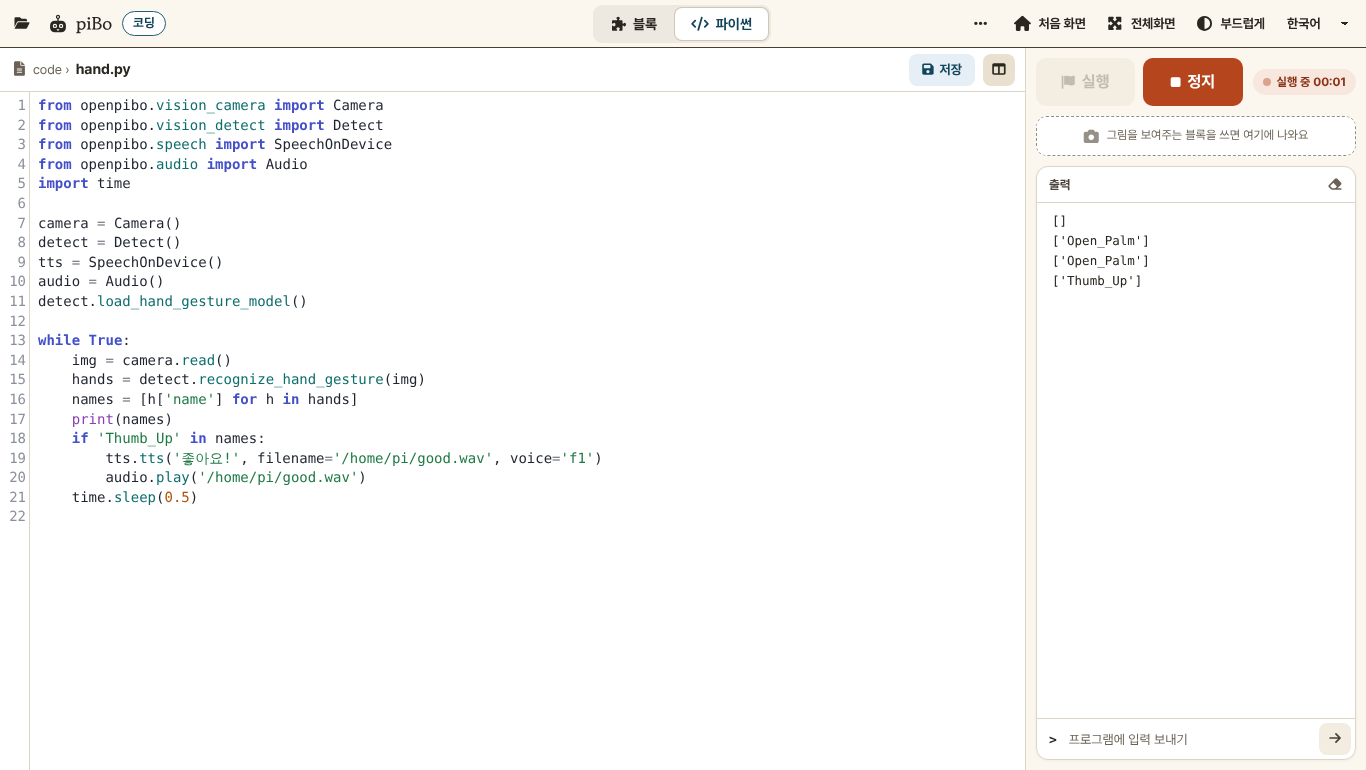 piBo 코딩 블록 </> 파이썬 ··· 처음 화면 전체화면 부드럽게 한국어
code › hand.py 저장
실행 정지 실행 중 00:01
그림을 보여주는 블록을 쓰면 여기에 나와요
1 from openpibo.vision_camera import Camera
2 from openpibo.vision_detect import Detect
3 from openpibo.speech import SpeechOnDevice
4 from openpibo.audio import Audio
5 import time
6
7 camera = Camera()
8 detect = Detect()
9 tts = SpeechOnDevice()
10 audio = Audio()
11 detect.load_hand_gesture_model()
12
13 while True:
14     img = camera.read()
15     hands = detect.recognize_hand_gesture(img)
16     names = [h['name'] for h in hands]
17     print(names)
18     if 'Thumb_Up' in names:
19         tts.tts('좋아요!', filename='/home/pi/good.wav', voice='f1')
20         audio.play('/home/pi/good.wav')
21     time.sleep(0.5)
22
출력
[]
['Open_Palm']
['Open_Palm']
['Thumb_Up']
> 프로그램에 입력 보내기